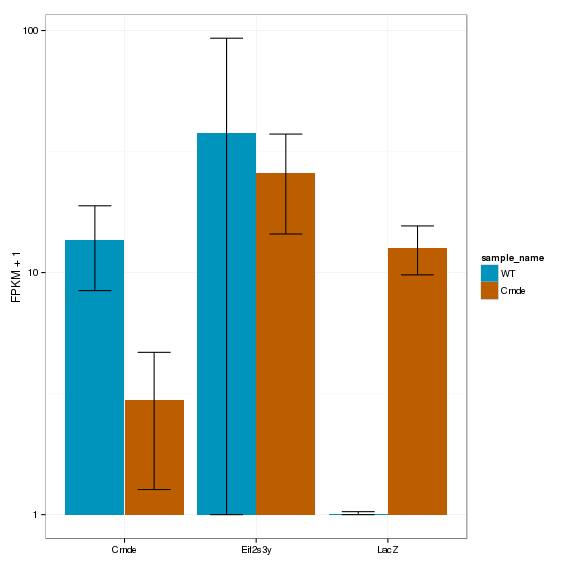 100
10
1
FPKM + 1
Crnde
Eif2s3y
LacZ
sample_name
WT
Crnde